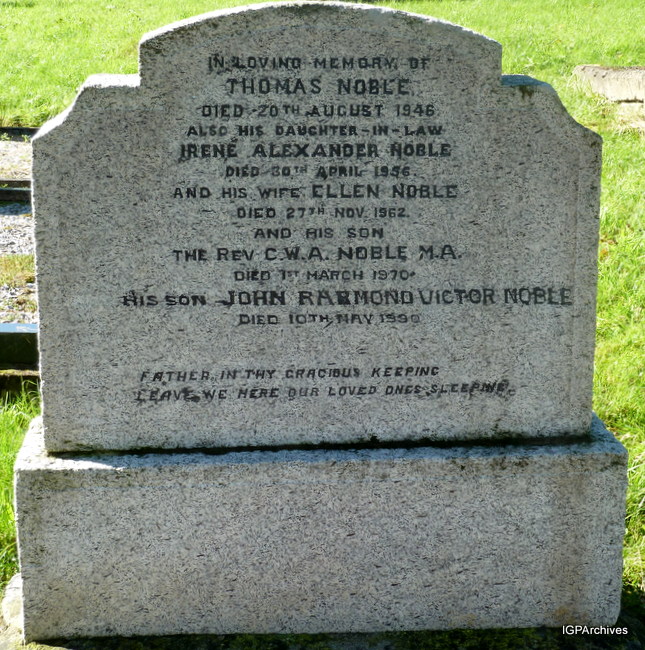 IN LOVING MEMORY OF
THOMAS NOBLE,
DIED 20TH AUGUST 1946
ALSO HIS DAUGHTER-IN-LAW
IRENE ALEXANDER NOBLE
DIED 30TH APRIL 1956
AND HIS WIFE ELLEN NOBLE
DIED 27TH NOV. 1962.
AND HIS SON
THE REV C.W.A. NOBLE M.A.
DIED 1ST MARCH 1970
HIS SON JOHN RARMOND VICTOR NOBLE
DIED 10TH MAY 1990
FATHER, IN THY GRACIOUS KEEPING
LEAVE WE HERE OUR LOVED ONES SLEEPING.
IGPArchives